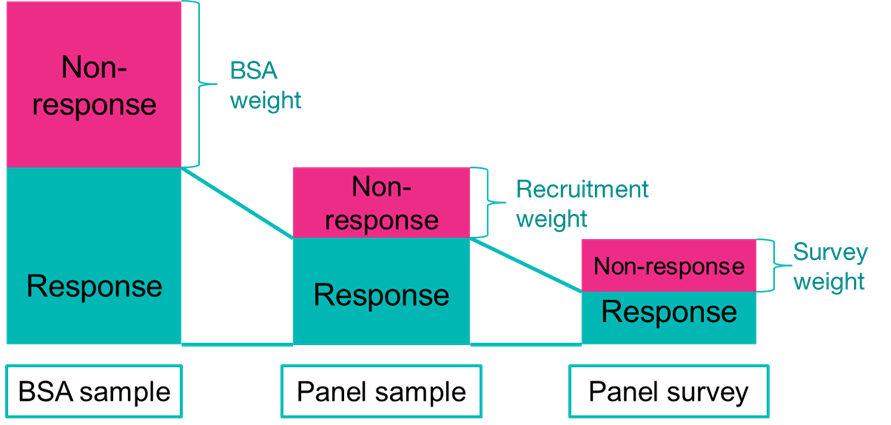 Non-
response
BSA
weight
Response
BSA sample
Non-
response
Recruitment
weight
Response
Panel sample
Non-response
Survey
weight
Response
Panel survey